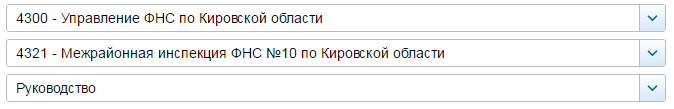 4300 - Управление ФНС по Кировской области
4321 - Межрайонная инспекция ФНС №10 по Кировской области
Руководство